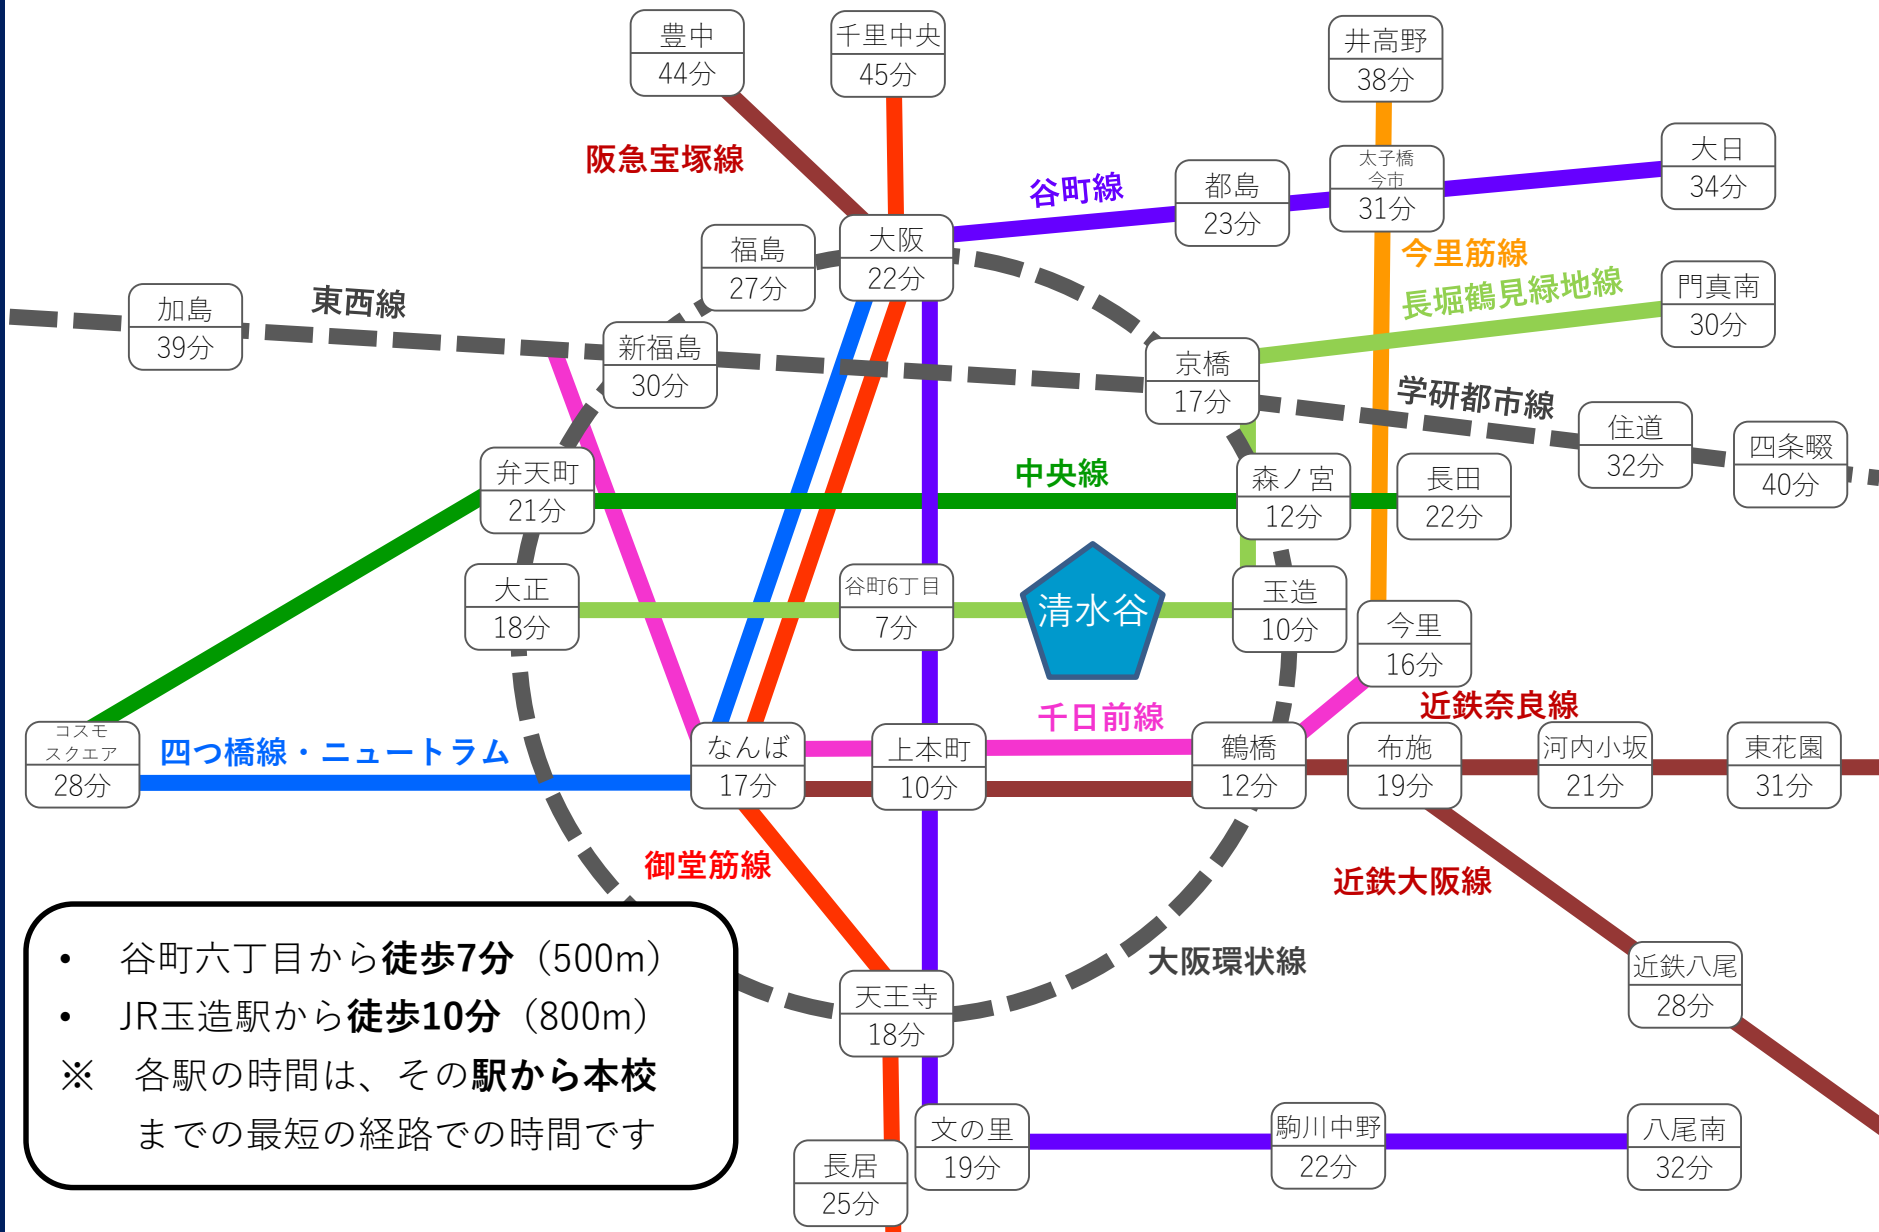 豊中
44分
千里中央
45分
井高野
38分
阪急宝塚線
谷町線
都島
23分
太子橋
今市
31分
大日
34分
福島
27分
大阪
22分
今里筋線
長堀鶴見緑地線
門真南
30分
加島
39分
東西線
新福島
30分
京橋
17分
学研都市線
住道
32分
四条畷
40分
弁天町
21分
中央線
森ノ宮
12分
長田
22分
大正
18分
谷町6丁目
7分
清水谷
玉造
10分
今里
16分
コスモ
スクエア
28分
四つ橋線・ニュートラム
なんば
17分
上本町
10分
千日前線
鶴橋
12分
近鉄奈良線
布施
19分
河内小坂
21分
東花園
31分
御堂筋線
近鉄大阪線
大阪環状線
近鉄八尾
28分
天王寺
18分
文の里
19分
駒川中野
22分
八尾南
32分
長居
25分
• 谷町六丁目から徒歩7分（500m）
• JR玉造駅から徒歩10分（800m）
※ 各駅の時間は、その駅から本校
までの最短の経路での時間です